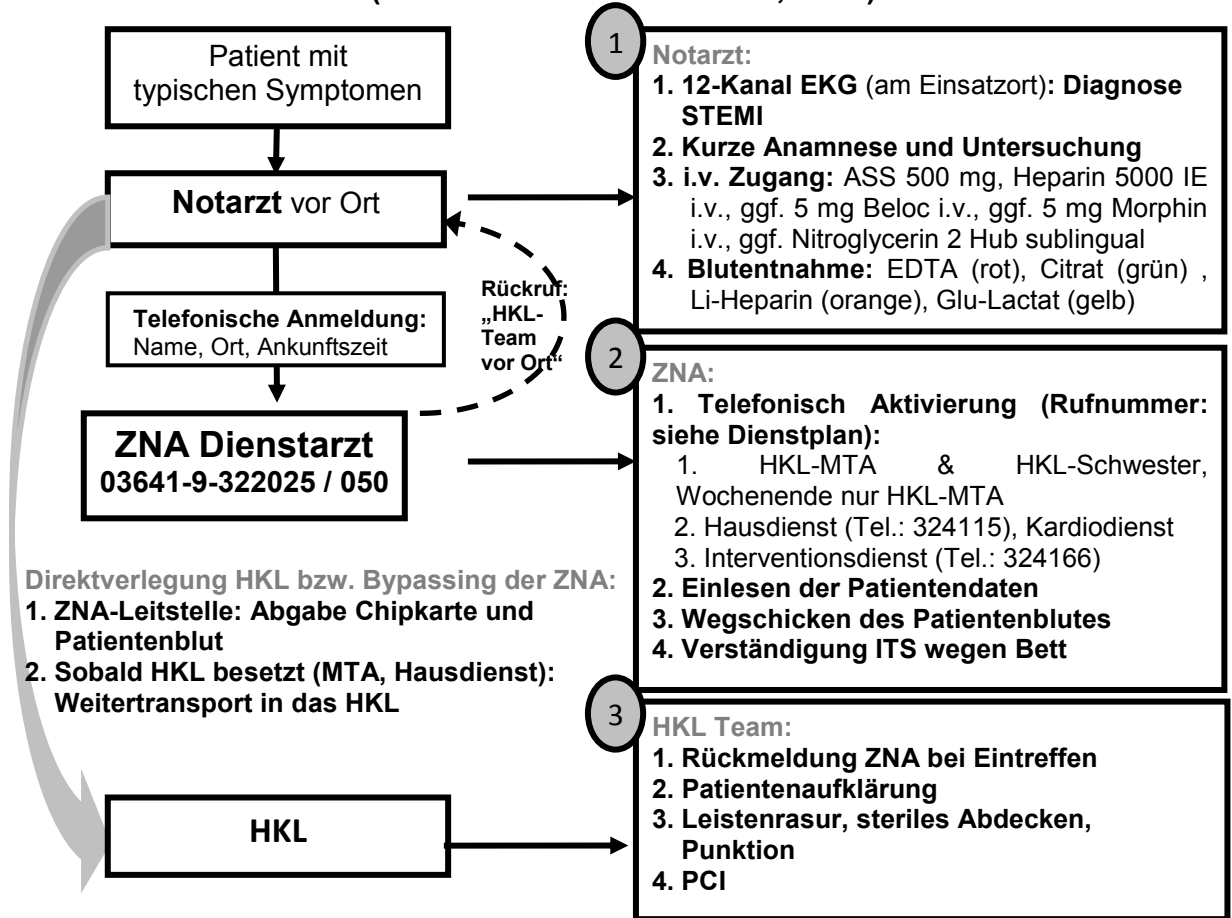 Patient mit
typischen Symptomen
Notarzt vor Ort
Telefonische Anmeldung:
Name, Ort, Ankunftszeit
Rückruf:
„HKL-
Team
vor Ort“
ZNA Dienstarzt
03641-9-322025 / 050
Direktverlegung HKL bzw. Bypassing der ZNA:
1. ZNA-Leitstelle: Abgabe Chipkarte und
Patientenblut
2. Sobald HKL besetzt (MTA, Hausdienst):
Weitertransport in das HKL
HKL
1
Notarzt:
1. 12-Kanal EKG (am Einsatzort): Diagnose
STEMI
2. Kurze Anamnese und Untersuchung
3. i.v. Zugang: ASS 500 mg, Heparin 5000 IE
i.v., ggf. 5 mg Beloc i.v., ggf. 5 mg Morphin
i.v., ggf. Nitroglycerin 2 Hub sublingual
4. Blutentnahme: EDTA (rot), Citrat (grün) ,
Li-Heparin (orange), Glu-Lactat (gelb)
2
ZNA:
1. Telefonisch Aktivierung (Rufnummer:
siehe Dienstplan):
1. HKL-MTA & HKL-Schwester,
Wochenende nur HKL-MTA
2. Hausdienst (Tel.: 324115), Kardiodienst
3. Interventionsdienst (Tel.: 324166)
2. Einlesen der Patientendaten
3. Wegschicken des Patientenblutes
4. Verständigung ITS wegen Bett
3
HKL Team:
1. Rückmeldung ZNA bei Eintreffen
2. Patientenaufklärung
3. Leistenrasur, steriles Abdecken,
Punktion
4. PCI